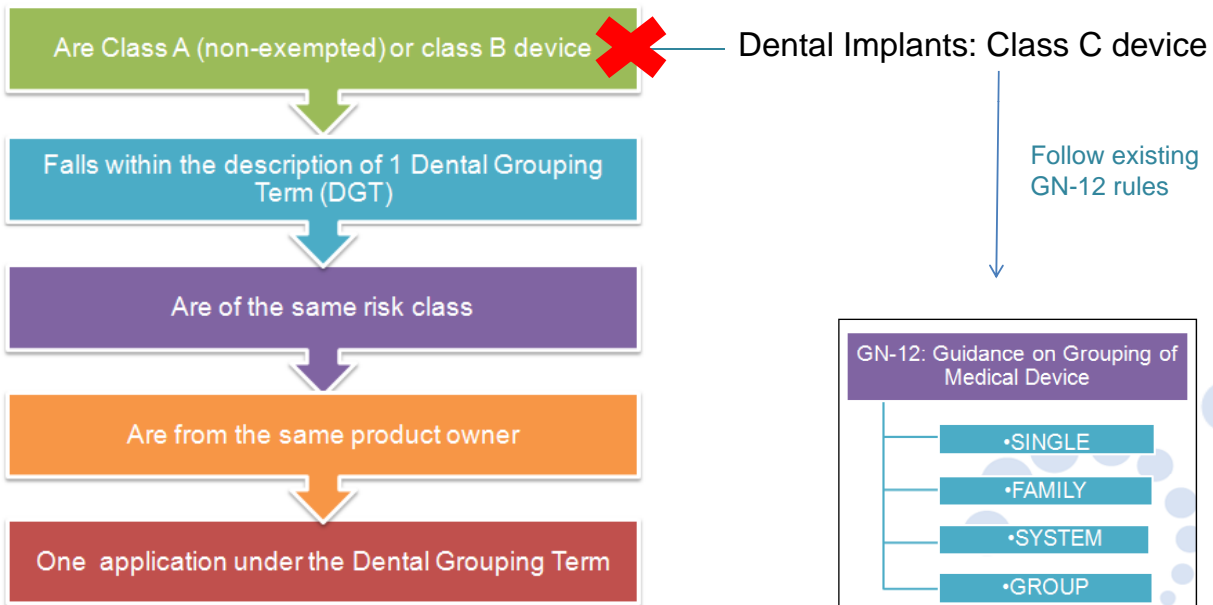 Are Class A (non-exempted) or class B device
Dental Implants: Class C device
Falls within the description of 1 Dental Grouping
Term (DGT)
Follow existing
GN-12 rules
Are of the same risk class
GN-12: Guidance on Grouping of
Medical Device
Are from the same product owner
•SINGLE
•FAMILY
•SYSTEM
One application under the Dental Grouping Term
•GROUP